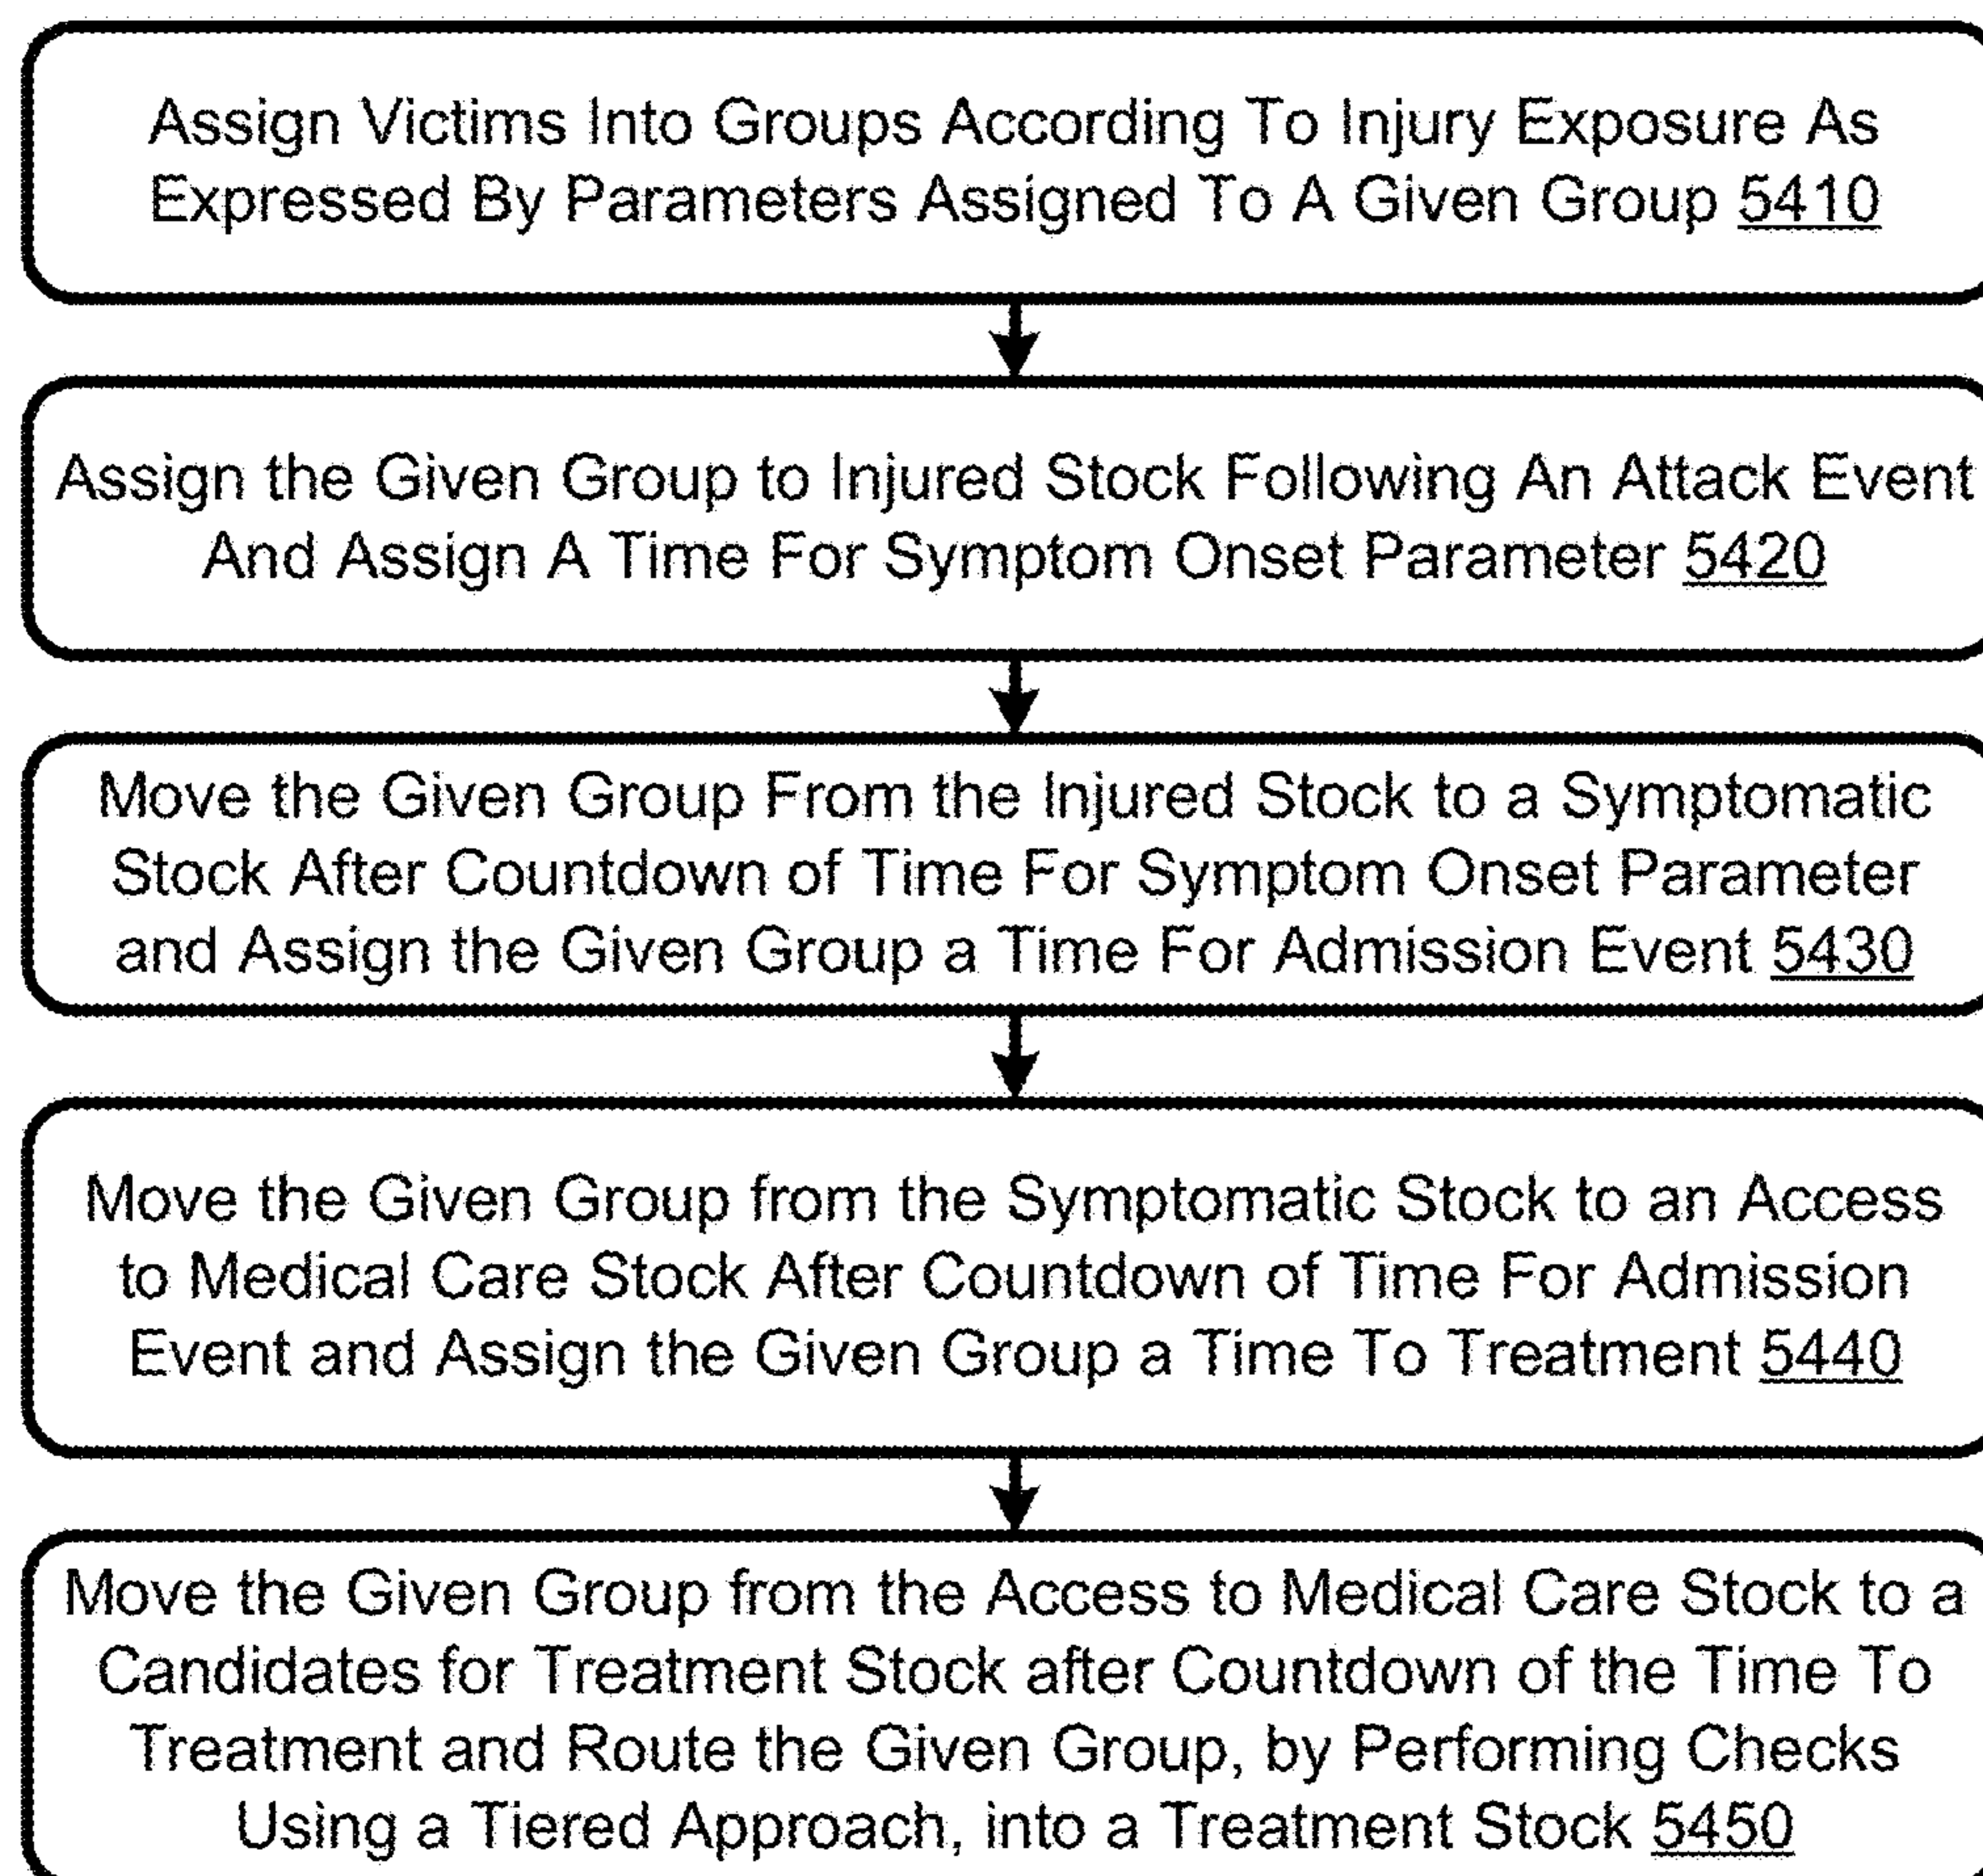 Assign Victims Into Groups According To Injury Exposure As
Expressed By Parameters Assigned To A Given Group 5410
Assign the Given Group to Injured Stock Following An Attack Event
And Assign A Time For Symptom Onset Parameter 5420
Move the Given Group From the Injured Stock to a Symptomatic
Stock After Countdown of Time For Symptom Onset Parameter
and Assign the Given Group a Time For Admission Event 5430
Move the Given Group from the Symptomatic Stock to an Access
to Medical Care Stock After Countdown of Time For Admission
Event and Assign the Given Group a Time To Treatment 5440
Move the Given Group from the Access to Medical Care Stock to a
Candidates for Treatment Stock after Countdown of the Time To
Treatment and Route the Given Group, by Performing Checks
Using a Tiered Approach, into a Treatment Stock 5450